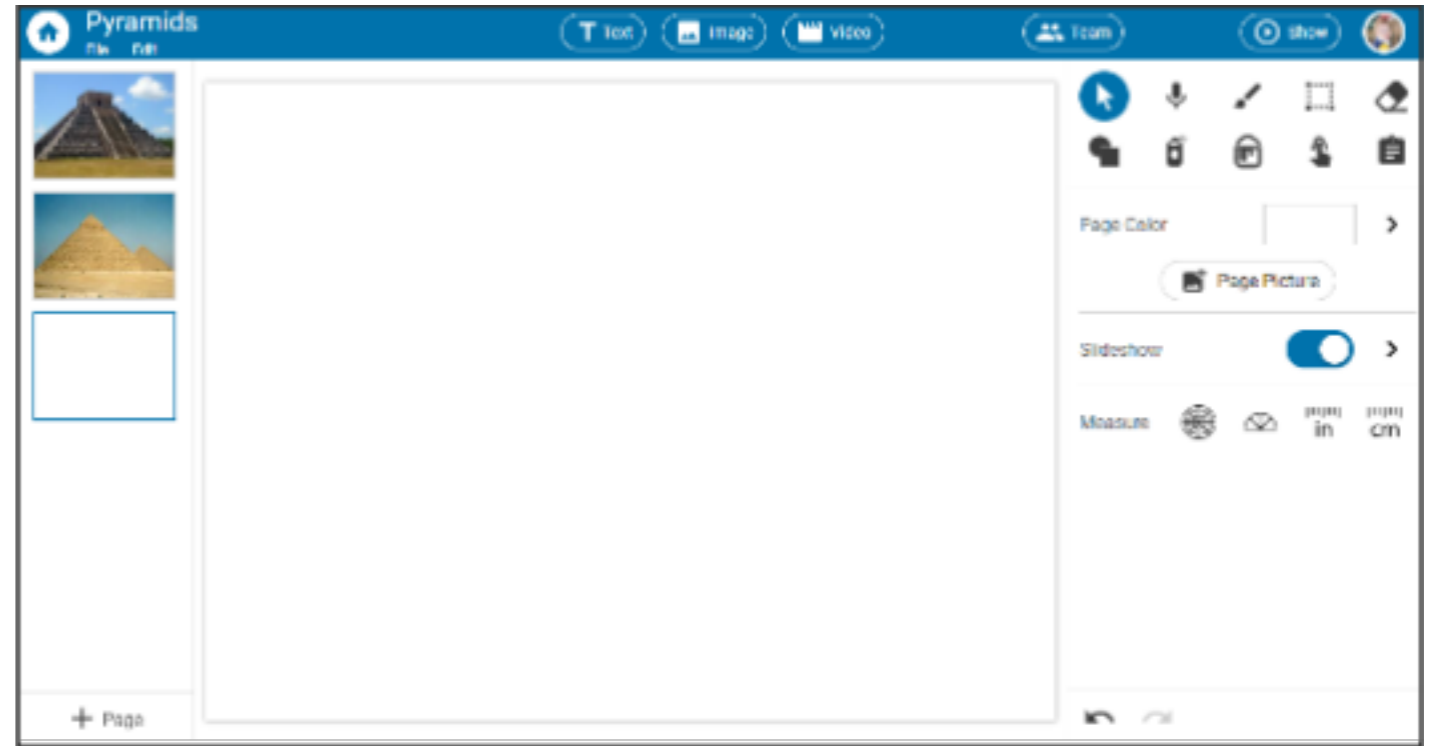 Pyramids
File Edit
Text Image Video Team Show
Page Color
Page Picture
Slideshow
Measure in cm
+ Page